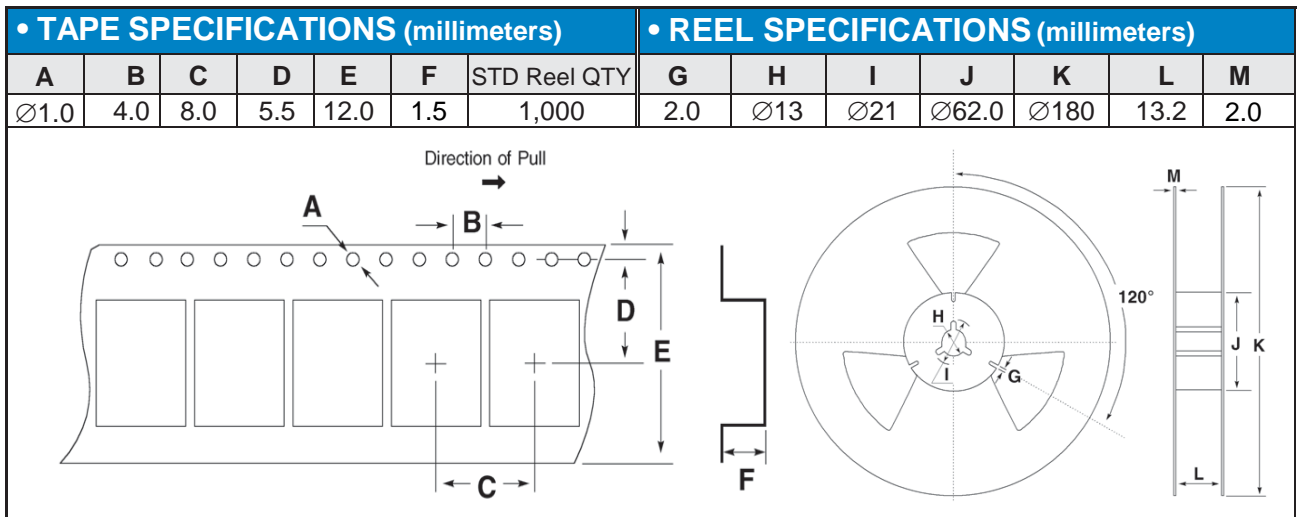 • TAPE SPECIFICATIONS (millimeters) • REEL SPECIFICATIONS (millimeters)
A B C D E F STD Reel QTY G H I J K L M
∅1.0 4.0 8.0 5.5 12.0 1.5 1,000 2.0 ∅13 ∅21 ∅62.0 ∅180 13.2 2.0
Direction of Pull
A
B
D
E
C
F
H
I
G
120°
M
J
K
L